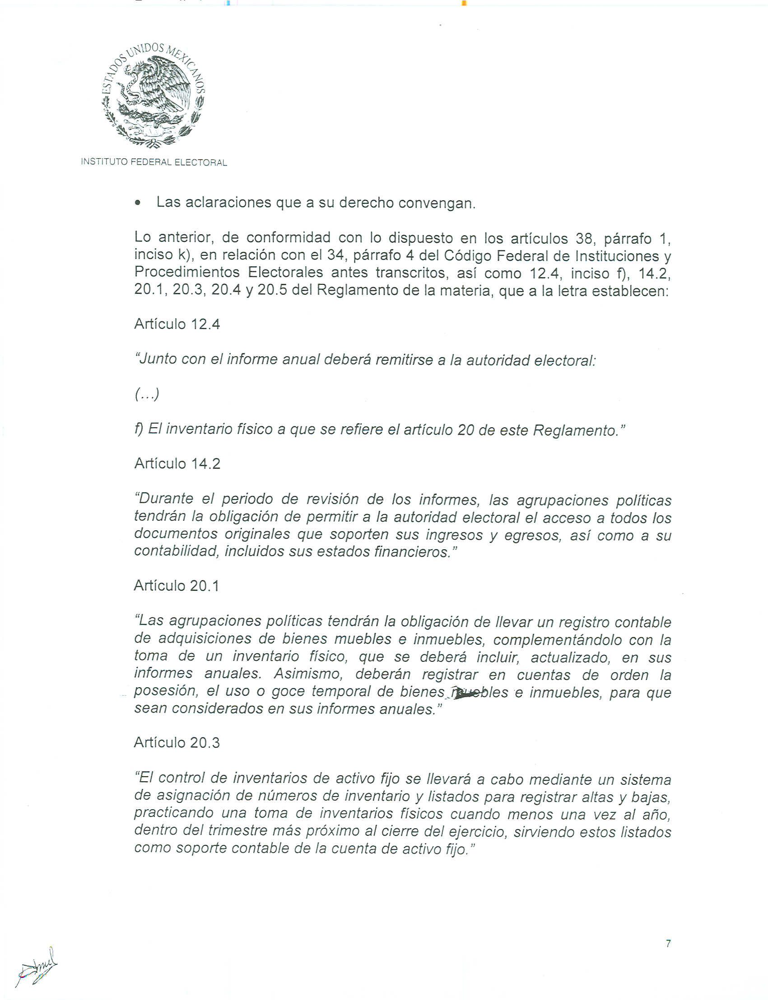 ESTADOS UNIDOS MEXICANOS
INSTITUTO FEDERAL ELECTORAL
• Las aclaraciones que a su derecho convengan.
Lo anterior, de conformidad con lo dispuesto en los artículos 38, párrafo 1,
inciso k), en relación con el 34, párrafo 4 del Código Federal de Instituciones y
Procedimientos Electorales antes transcritos, así como 12.4, inciso f), 14.2,
20.1, 20.3, 20.4 y 20.5 del Reglamento de la materia, que a la letra establecen:
Artículo 12.4
“Junto con el informe anual deberá remitirse a la autoridad electoral:
(...)
f) El inventario físico a que se refiere el artículo 20 de este Reglamento.”
Artículo 14.2
“Durante el periodo de revisión de los informes, las agrupaciones políticas
tendrán la obligación de permitir a la autoridad electoral el acceso a todos los
documentos originales que soporten sus ingresos y egresos, así como a su
contabilidad, incluidos sus estados financieros.”
Artículo 20.1
“Las agrupaciones políticas tendrán la obligación de llevar un registro contable
de adquisiciones de bienes muebles e inmuebles, complementándolo con la
toma de un inventario físico, que se deberá incluir, actualizado, en sus
informes anuales. Asimismo, deberán registrar en cuentas de orden la
posesión, el uso o goce temporal de bienes muebles e inmuebles, para que
sean considerados en sus informes anuales.”
Artículo 20.3
“El control de inventarios de activo fijo se llevará a cabo mediante un sistema
de asignación de números de inventario y listados para registrar altas y bajas,
practicando una toma de inventarios físicos cuando menos una vez al año,
dentro del trimestre más próximo al cierre del ejercicio, sirviendo estos listados
como soporte contable de la cuenta de activo fijo.”
7